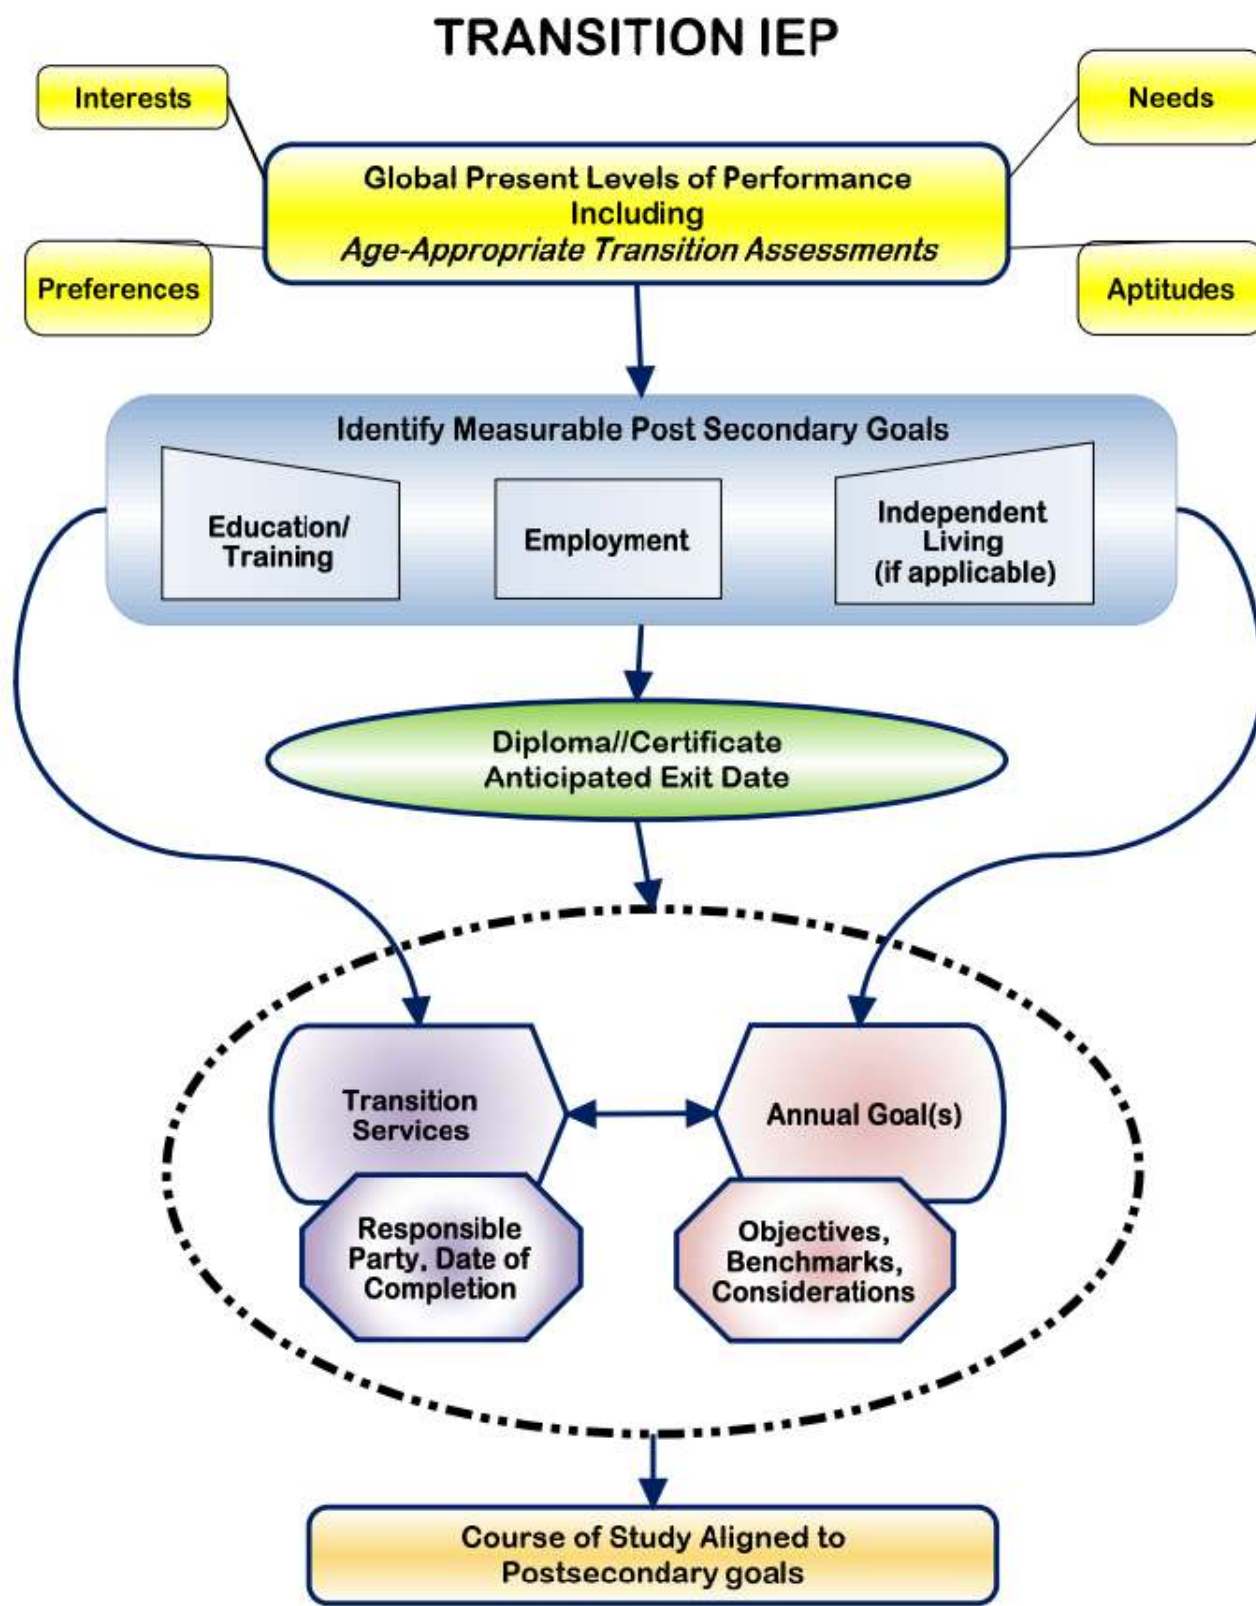 TRANSITION IEP
Interests
Needs
Global Present Levels of Performance
Including
Age-Appropriate Transition Assessments
Preferences
Aptitudes
Identify Measurable Post Secondary Goals
Education/
Training
Employment
Independent
Living
(if applicable)
Diploma//Certificate
Anticipated Exit Date
Transition
Services
Annual Goal(s)
Responsible
Party, Date of
Completion
Objectives,
Benchmarks,
Considerations
Course of Study Aligned to
Postsecondary goals